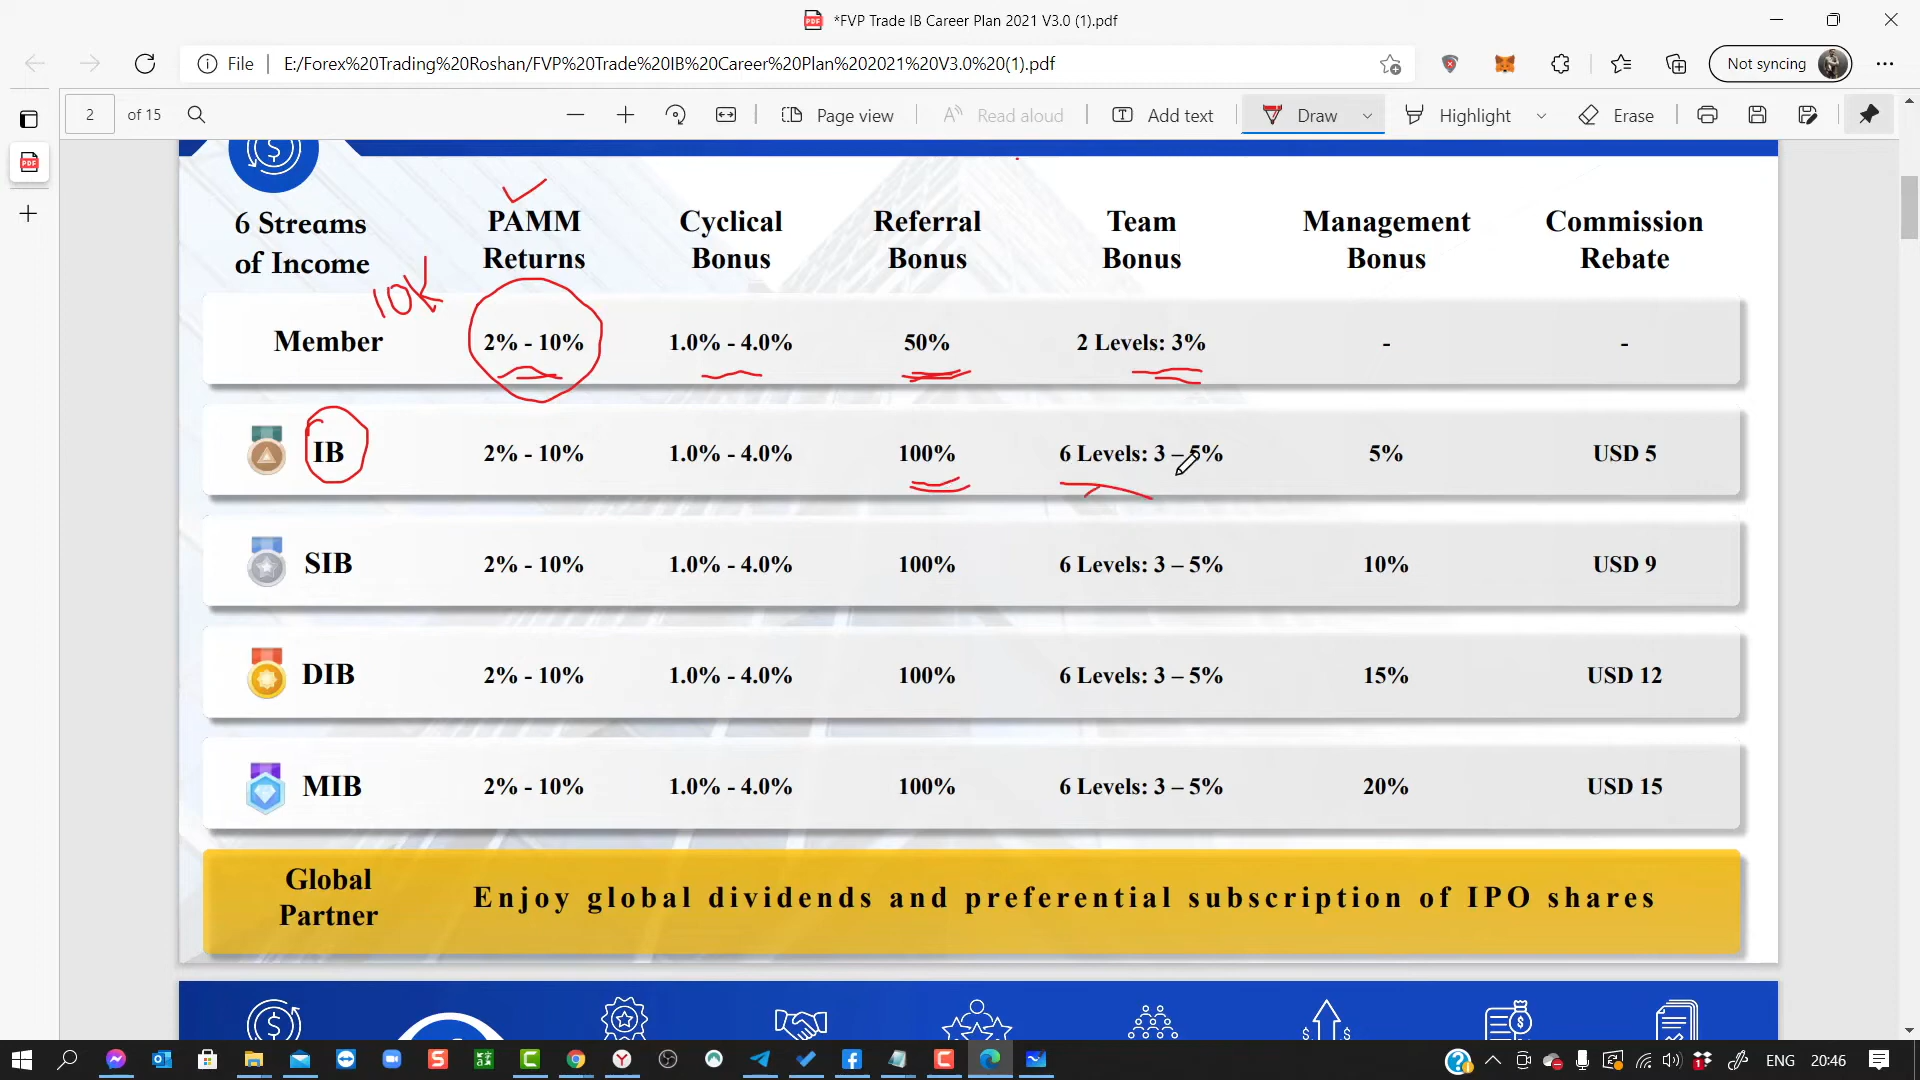 *FVP Trade IB Career Plan 2021 V3.0 (1).pdf
File
E:/Forex%20Trading%20Roshan/FVP%20Trade%20IB%20Career%20Plan%202021%20V3.0%20(1).pdf
Not syncing
2 of 15
Page view
Read aloud
Add text
Draw
Highlight
Erase
6 Streams of Income
PAMM Returns
Cyclical Bonus
Referral Bonus
Team Bonus
Management Bonus
Commission Rebate
10K
Member 2% - 10% 1.0% - 4.0% 50% 2 Levels: 3% - -
IB 2% - 10% 1.0% - 4.0% 100% 6 Levels: 3 – 5% 5% USD 5
SIB 2% - 10% 1.0% - 4.0% 100% 6 Levels: 3 – 5% 10% USD 9
DIB 2% - 10% 1.0% - 4.0% 100% 6 Levels: 3 – 5% 15% USD 12
MIB 2% - 10% 1.0% - 4.0% 100% 6 Levels: 3 – 5% 20% USD 15
Global Partner
Enjoy global dividends and preferential subscription of IPO shares
ENG 20:46